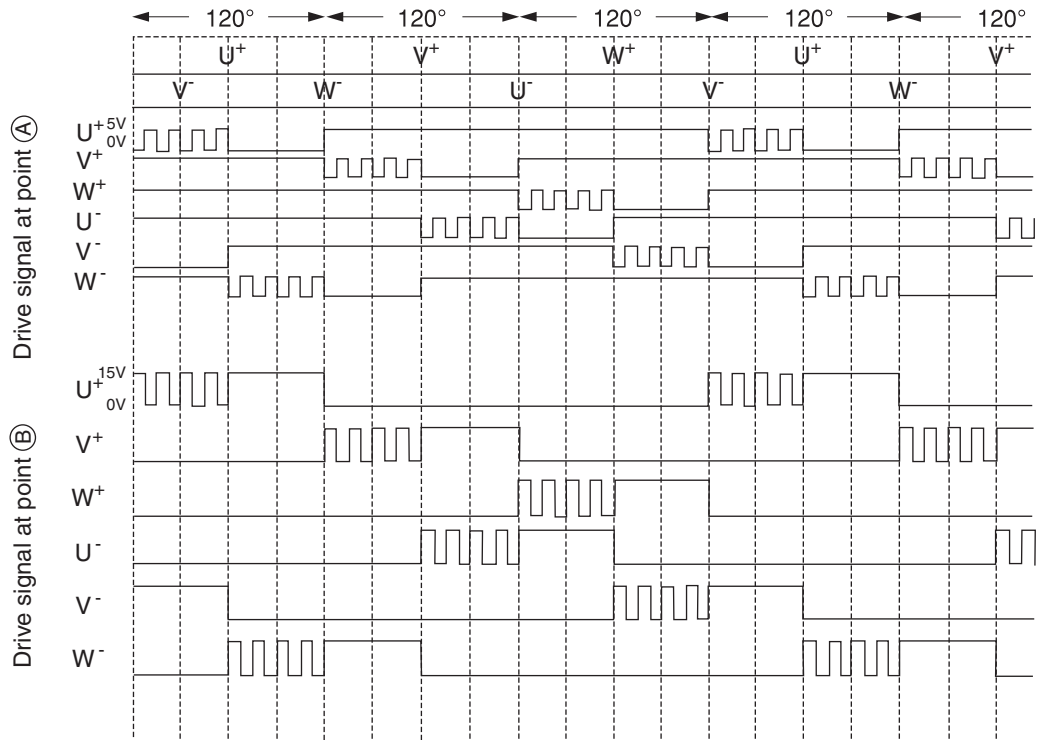 120° 120° 120° 120° 120°
U⁺ V⁺ W⁺ U⁺ V⁺
V⁻ W⁻ U⁻ V⁻ W⁻
Drive signal at point Ⓐ
U⁺ 5V 0V
V⁺
W⁺
U⁻
V⁻
W⁻
Drive signal at point Ⓑ
U⁺ 15V 0V
V⁺
W⁺
U⁻
V⁻
W⁻